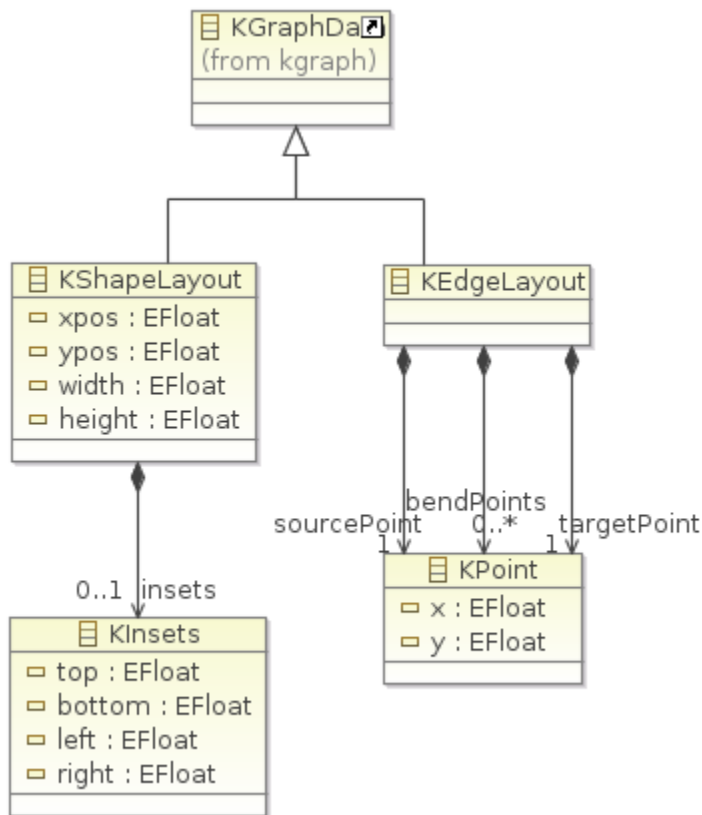 KGraphDa
(from kgraph)
KShapeLayout
xpos : EFloat
ypos : EFloat
width : EFloat
height : EFloat
KEdgeLayout
bendPoints
sourcePoint 0..* targetPoint
1 1
KPoint
x : EFloat
y : EFloat
0..1 insets
KInsets
top : EFloat
bottom : EFloat
left : EFloat
right : EFloat